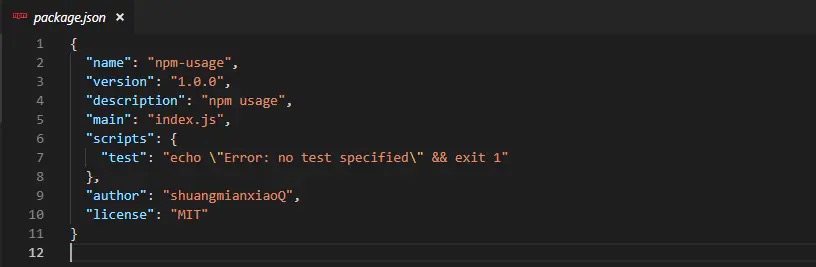 npm package.json ×
1 {
2 "name": "npm-usage",
3 "version": "1.0.0",
4 "description": "npm usage",
5 "main": "index.js",
6 "scripts": {
7 "test": "echo \"Error: no test specified\" && exit 1"
8 },
9 "author": "shuangmianxiaoQ",
10 "license": "MIT"
11 }
12